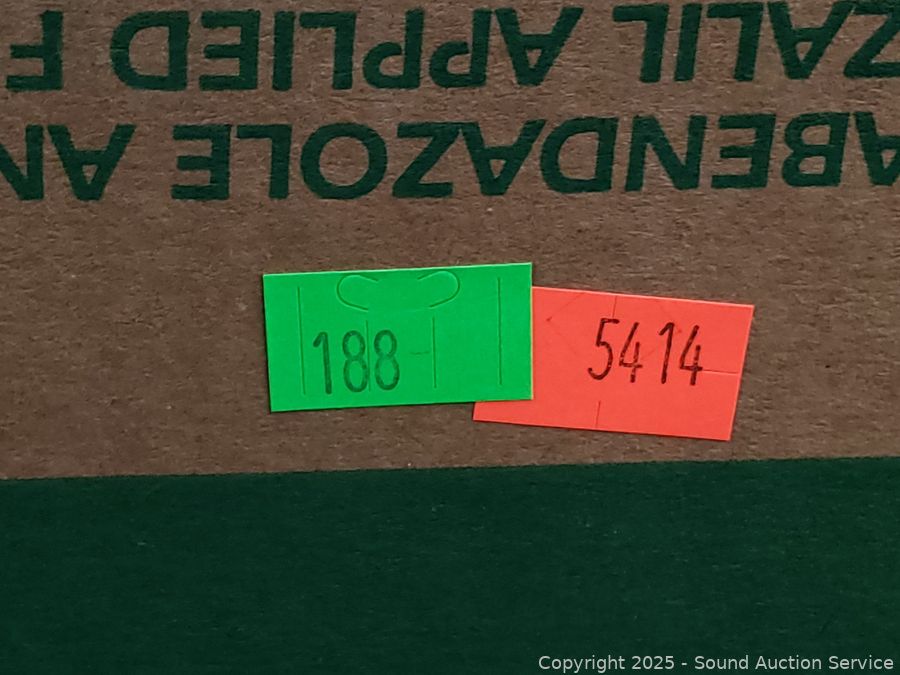 ABENDAZOLE AN
ZALIL APPLIED F
188-
5414
Copyright 2025 - Sound Auction Service